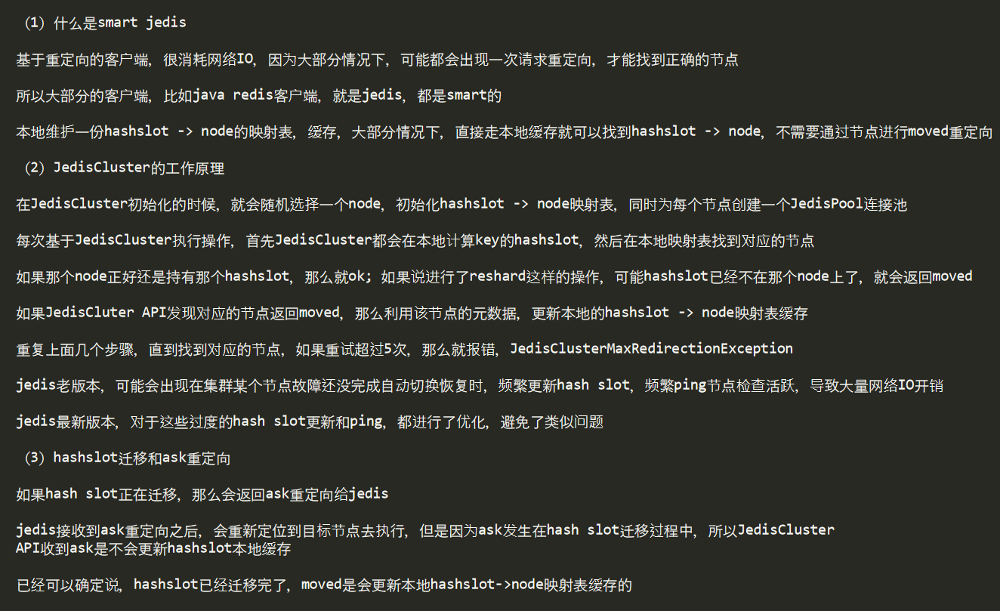 （1）什么是smart jedis
基于重定向的客户端，很消耗网络IO，因为大部分情况下，可能都会出现一次请求重定向，才能找到正确的节点
所以大部分的客户端，比如java redis客户端，就是jedis，都是smart的
本地维护一份hashslot -> node的映射表，缓存，大部分情况下，直接走本地缓存就可以找到hashslot -> node，不需要通过节点进行moved重定向
（2）JedisCluster的工作原理
在JedisCluster初始化的时候，就会随机选择一个node，初始化hashslot -> node映射表，同时为每个节点创建一个JedisPool连接池
每次基于JedisCluster执行操作，首先JedisCluster都会在本地计算key的hashslot，然后在本地映射表找到对应的节点
如果那个node正好还是持有那个hashslot，那么就ok; 如果说进行了reshard这样的操作，可能hashslot已经不在那个node上了，就会返回moved
如果JedisCluter API发现对应的节点返回moved，那么利用该节点的元数据，更新本地的hashslot -> node映射表缓存
重复上面几个步骤，直到找到对应的节点，如果重试超过5次，那么就报错，JedisClusterMaxRedirectionException
jedis老版本，可能会出现在集群某个节点故障还没完成自动切换恢复时，频繁更新hash slot，频繁ping节点检查活跃，导致大量网络IO开销
jedis最新版本，对于这些过度的hash slot更新和ping，都进行了优化，避免了类似问题
（3）hashslot迁移和ask重定向
如果hash slot正在迁移，那么会返回ask重定向给jedis
jedis接收到ask重定向之后，会重新定位到目标节点去执行，但是因为ask发生在hash slot迁移过程中，所以JedisCluster
API收到ask是不会更新hashslot本地缓存
已经可以确定说，hashslot已经迁移完了，moved是会更新本地hashslot->node映射表缓存的